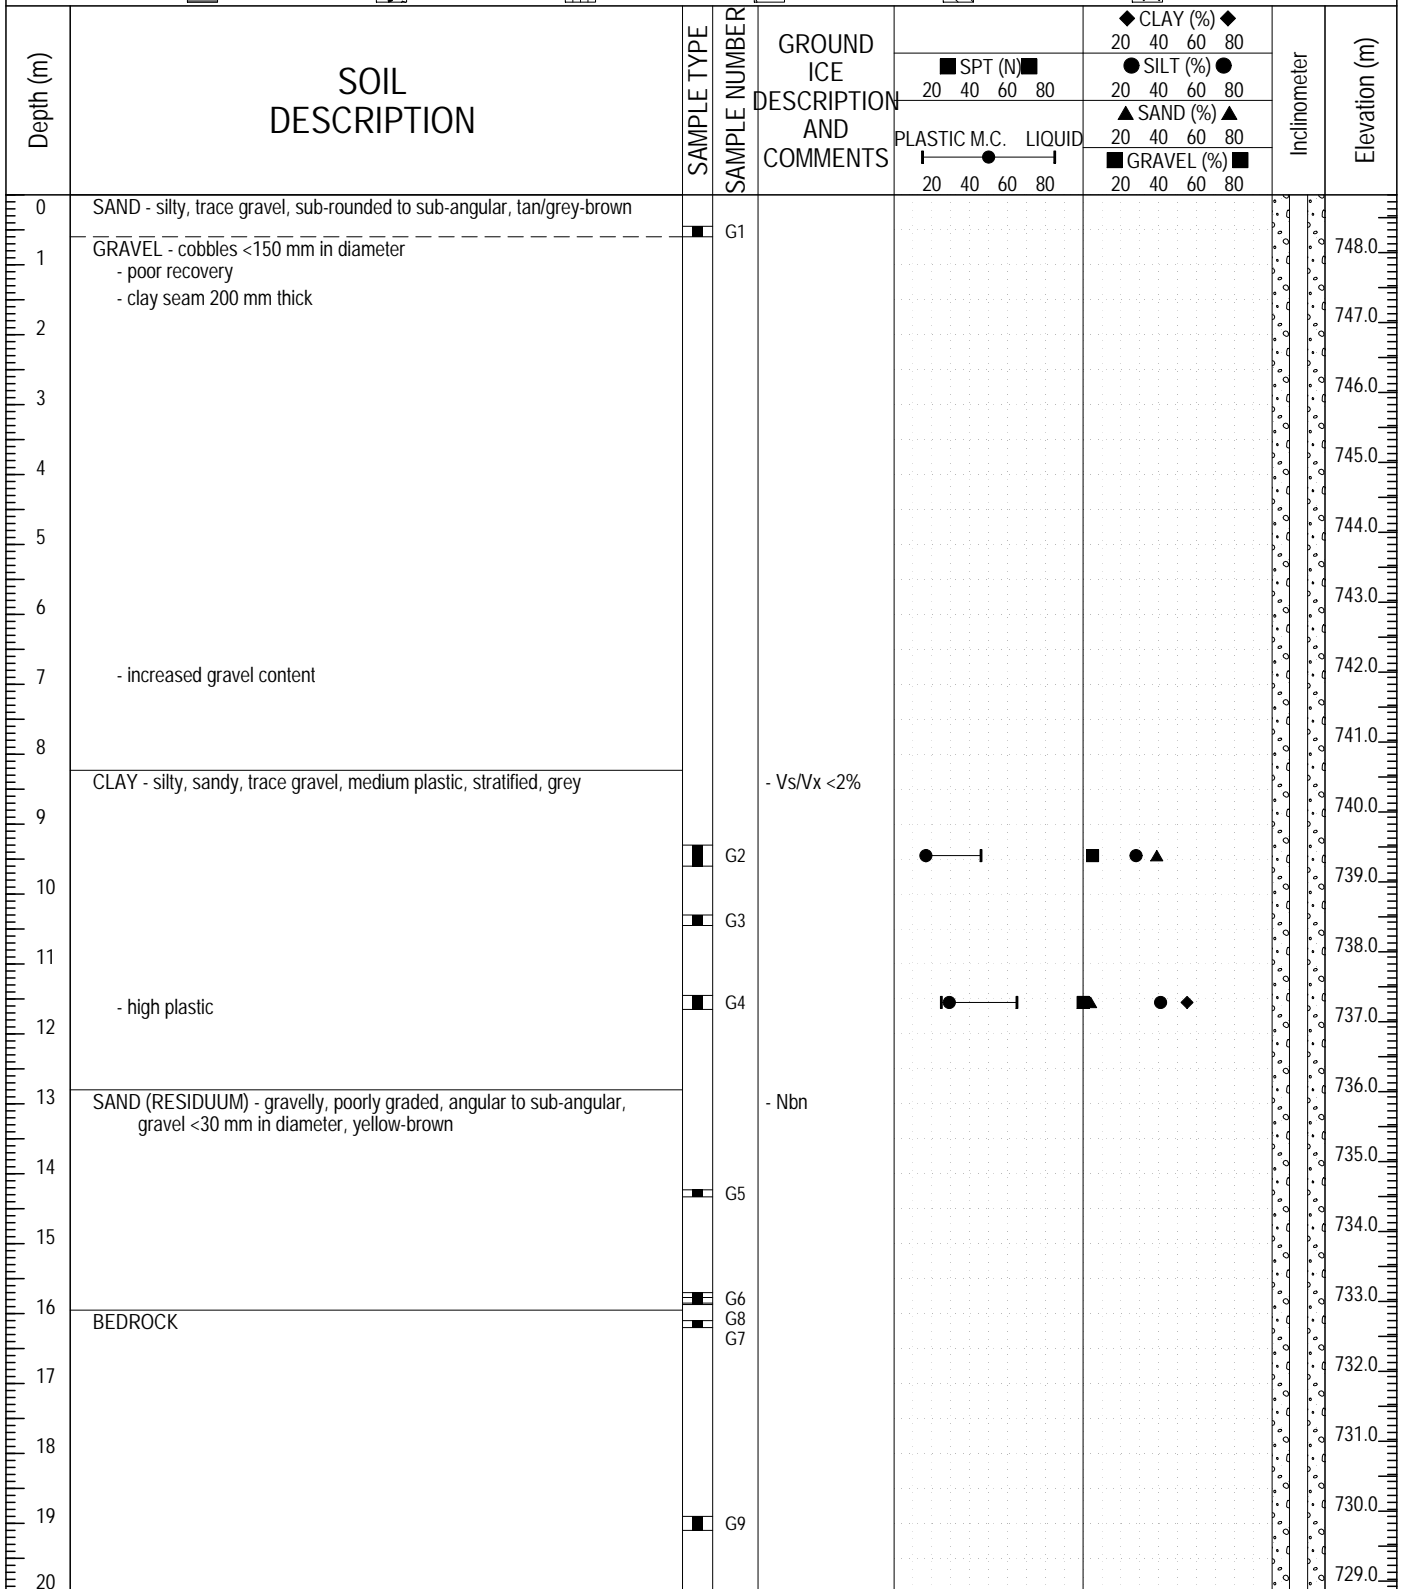 Depth (m)
SOIL
DESCRIPTION
SAMPLE TYPE
SAMPLE NUMBER
GROUND
ICE
DESCRIPTION
AND
COMMENTS
SPT (N)
20 40 60 80
PLASTIC M.C. LIQUID
20 40 60 80
CLAY (%)
20 40 60 80
SILT (%)
20 40 60 80
SAND (%)
20 40 60 80
GRAVEL (%)
20 40 60 80
Inclinometer
Elevation (m)
0
SAND - silty, trace gravel, sub-rounded to sub-angular, tan/grey-brown
G1
GRAVEL - cobbles <150 mm in diameter
748.0
1
- poor recovery
- clay seam 200 mm thick
747.0
2
746.0
3
745.0
4
744.0
5
743.0
6
742.0
7
- increased gravel content
741.0
8
CLAY - silty, sandy, trace gravel, medium plastic, stratified, grey
- Vs/Vx <2%
740.0
9
G2
739.0
10
G3
738.0
11
- high plastic
G4
737.0
12
736.0
13
SAND (RESIDUUM) - gravelly, poorly graded, angular to sub-angular,
gravel <30 mm in diameter, yellow-brown
- Nbn
735.0
14
G5
734.0
15
733.0
G6
16
BEDROCK
G8
G7
732.0
17
731.0
18
730.0
19
G9
729.0
20